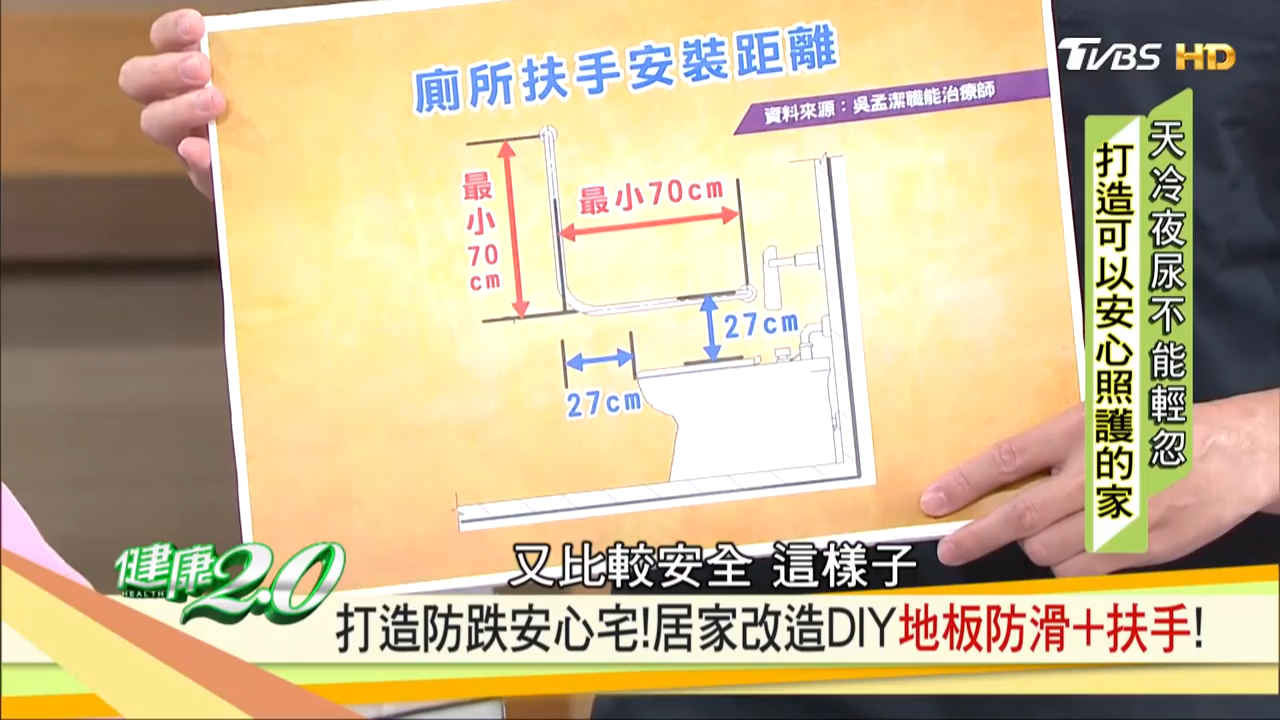 廁所扶手安裝距離
資料來源：吳孟潔職能治療師
最小70cm
最小70cm
27cm
27cm
TVBS HD
天冷夜尿不能輕忽
打造可以安心照護的家
又比較安全 這樣子
健康2.0
HEALTH
打造防跌安心宅!居家改造DIY地板防滑+扶手!